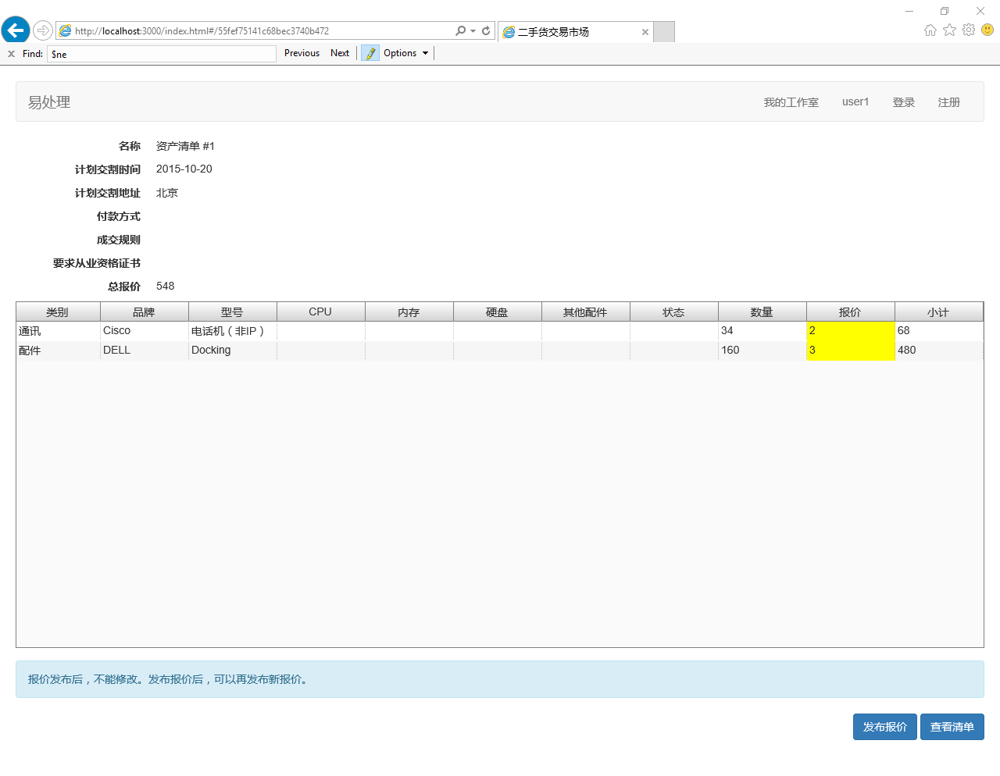 http://localhost:3000/index.html#/55fef75141c68bec3740b472
二手货交易市场
Find: $ne Previous Next Options
易处理 我的工作室 user1 登录 注册
名称 资产清单 #1
计划交割时间 2015-10-20
计划交割地址 北京
付款方式
成交规则
要求从业资格证书
总报价 548
类别 品牌 型号 CPU 内存 硬盘 其他配件 状态 数量 报价 小计
通讯 Cisco 电话机（非IP） 34 2 68
配件 DELL Docking 160 3 480
报价发布后，不能修改。发布报价后，可以再发布新报价。
发布报价 查看清单